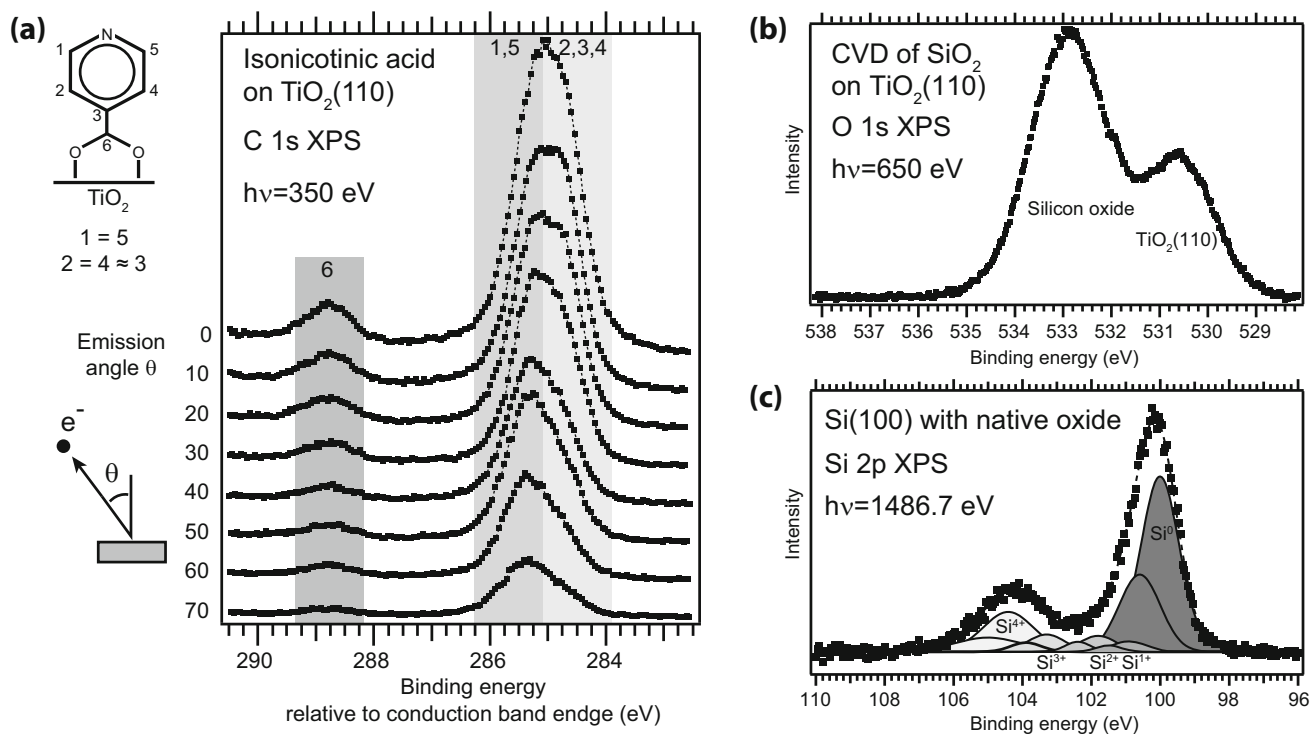 (a)
N
1
5
2
4
3
6
O
O
TiO2
1 = 5
2 = 4 ≈ 3
Emission
angle θ
e-
θ
Isonicotinic acid
on TiO2(110)
C 1s XPS
hν=350 eV
1,5
2,3,4
6
0
10
20
30
40
50
60
70
290
288
286
284
Binding energy
relative to conduction band endge (eV)
(b)
CVD of SiO2
on TiO2(110)
O 1s XPS
hν=650 eV
Silicon oxide
TiO2(110)
Intensity
538 537 536 535 534 533 532 531 530 529
Binding energy (eV)
(c)
Si(100) with native oxide
Si 2p XPS
hν=1486.7 eV
Si0
Si4+
Si3+
Si2+
Si1+
Intensity
110 108 106 104 102 100 98 96
Binding energy (eV)